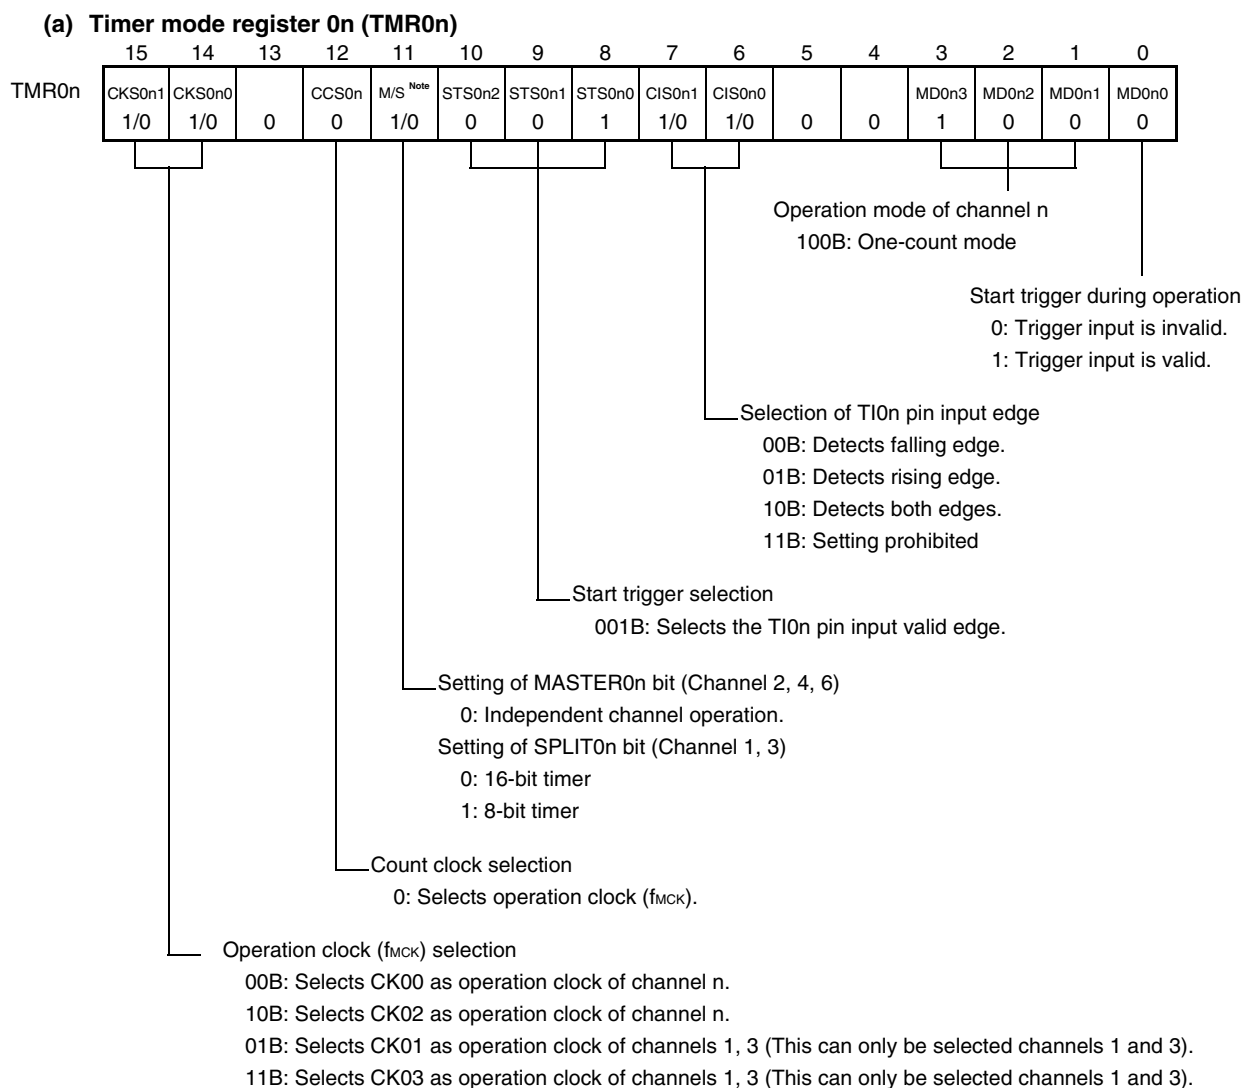 (a) Timer mode register 0n (TMR0n)
15 14 13 12 11 10 9 8 7 6 5 4 3 2 1 0
TMR0n CKS0n1 CKS0n0 CCS0n M/S Note STS0n2 STS0n1 STS0n0 CIS0n1 CIS0n0 MD0n3 MD0n2 MD0n1 MD0n0
1/0 1/0 0 0 1/0 0 0 1 1/0 1/0 0 0 1 0 0 0
Operation mode of channel n
100B: One-count mode
Start trigger during operation
0: Trigger input is invalid.
1: Trigger input is valid.
Selection of TI0n pin input edge
00B: Detects falling edge.
01B: Detects rising edge.
10B: Detects both edges.
11B: Setting prohibited
Start trigger selection
001B: Selects the TI0n pin input valid edge.
Setting of MASTER0n bit (Channel 2, 4, 6)
0: Independent channel operation.
Setting of SPLIT0n bit (Channel 1, 3)
0: 16-bit timer
1: 8-bit timer
Count clock selection
0: Selects operation clock (fMCK).
Operation clock (fMCK) selection
00B: Selects CK00 as operation clock of channel n.
10B: Selects CK02 as operation clock of channel n.
01B: Selects CK01 as operation clock of channels 1, 3 (This can only be selected channels 1 and 3).
11B: Selects CK03 as operation clock of channels 1, 3 (This can only be selected channels 1 and 3).